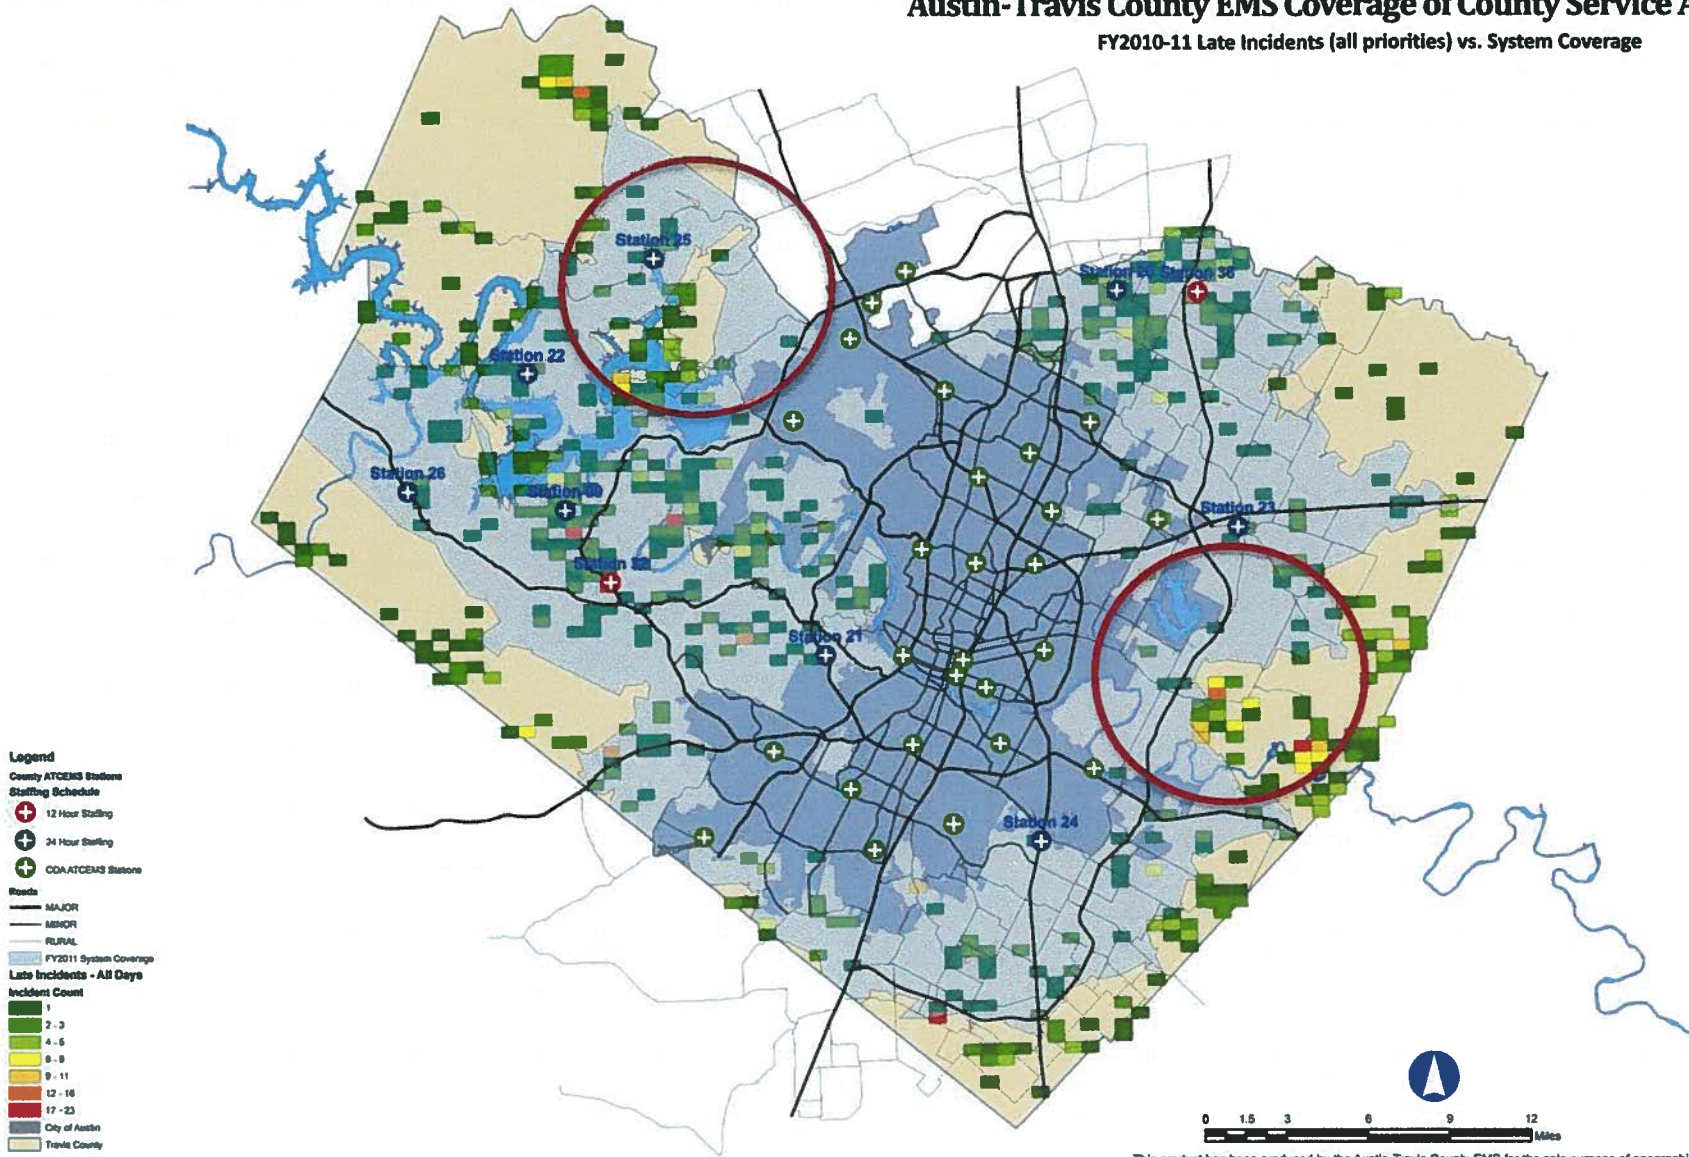 Austin-Travis County EMS Coverage of County Service A
FY2010-11 Late Incidents (all priorities) vs. System Coverage
Station 25
Station 36
Station 22
Station 26
Station 23
Station 21
Station 24
Legend
County ATCEMS Stations
Staffing Schedule
12 Hour Staffing
24 Hour Staffing
COA ATCEMS Stations
Roads
MAJOR
MINOR
RURAL
FY2011 System Coverage
Late Incidents - All Days
Incident Count
1
2 - 3
4 - 5
6 - 8
9 - 11
12 - 16
17 - 23
City of Austin
Travis County
0 1.5 3 6 9 12
Miles